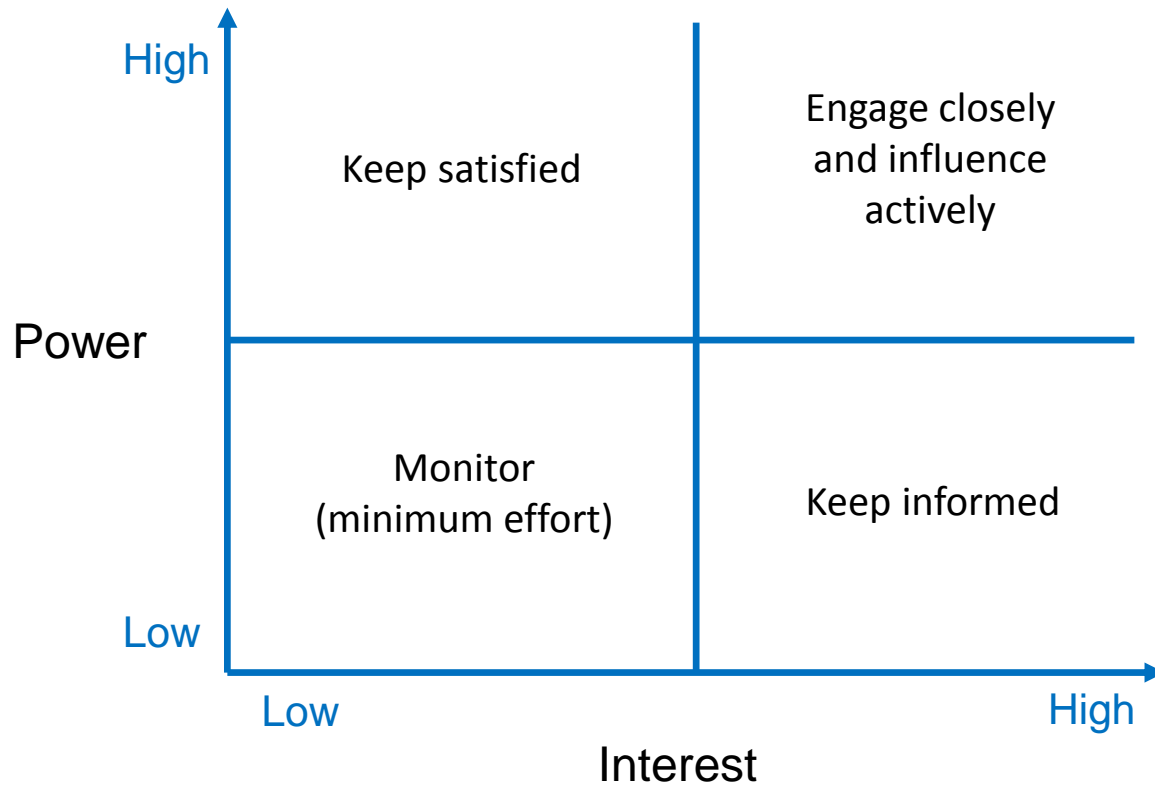 High
Keep satisfied
Engage closely
and influence
actively
Power
Monitor
(minimum effort)
Keep informed
Low
Low
High
Interest